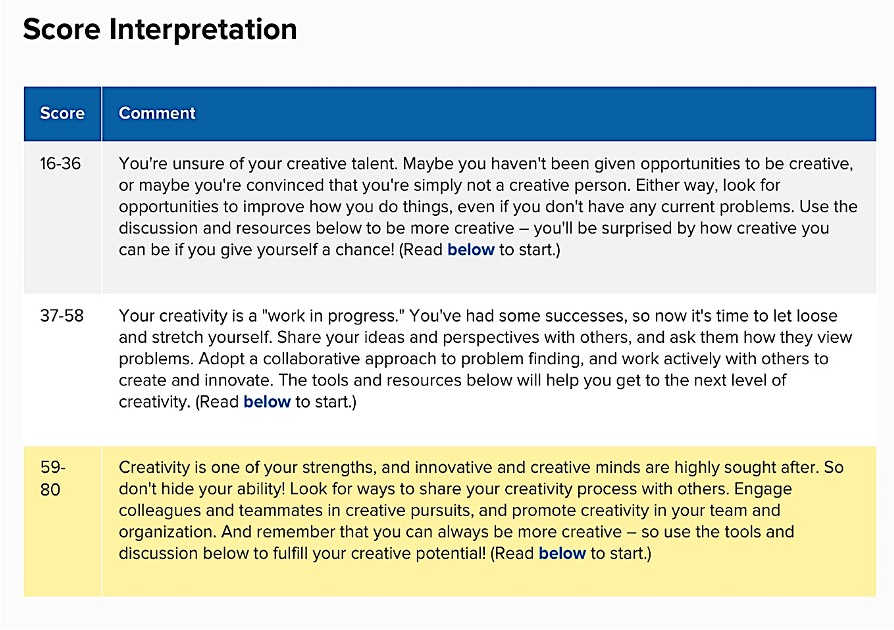 Score Interpretation
Score Comment
16-36 You're unsure of your creative talent. Maybe you haven't been given opportunities to be creative,
or maybe you're convinced that you're simply not a creative person. Either way, look for
opportunities to improve how you do things, even if you don't have any current problems. Use the
discussion and resources below to be more creative – you'll be surprised by how creative you
can be if you give yourself a chance! (Read below to start.)
37-58 Your creativity is a "work in progress." You've had some successes, so now it's time to let loose
and stretch yourself. Share your ideas and perspectives with others, and ask them how they view
problems. Adopt a collaborative approach to problem finding, and work actively with others to
create and innovate. The tools and resources below will help you get to the next level of
creativity. (Read below to start.)
59- Creativity is one of your strengths, and innovative and creative minds are highly sought after. So
80 don't hide your ability! Look for ways to share your creativity process with others. Engage
colleagues and teammates in creative pursuits, and promote creativity in your team and
organization. And remember that you can always be more creative – so use the tools and
discussion below to fulfill your creative potential! (Read below to start.)